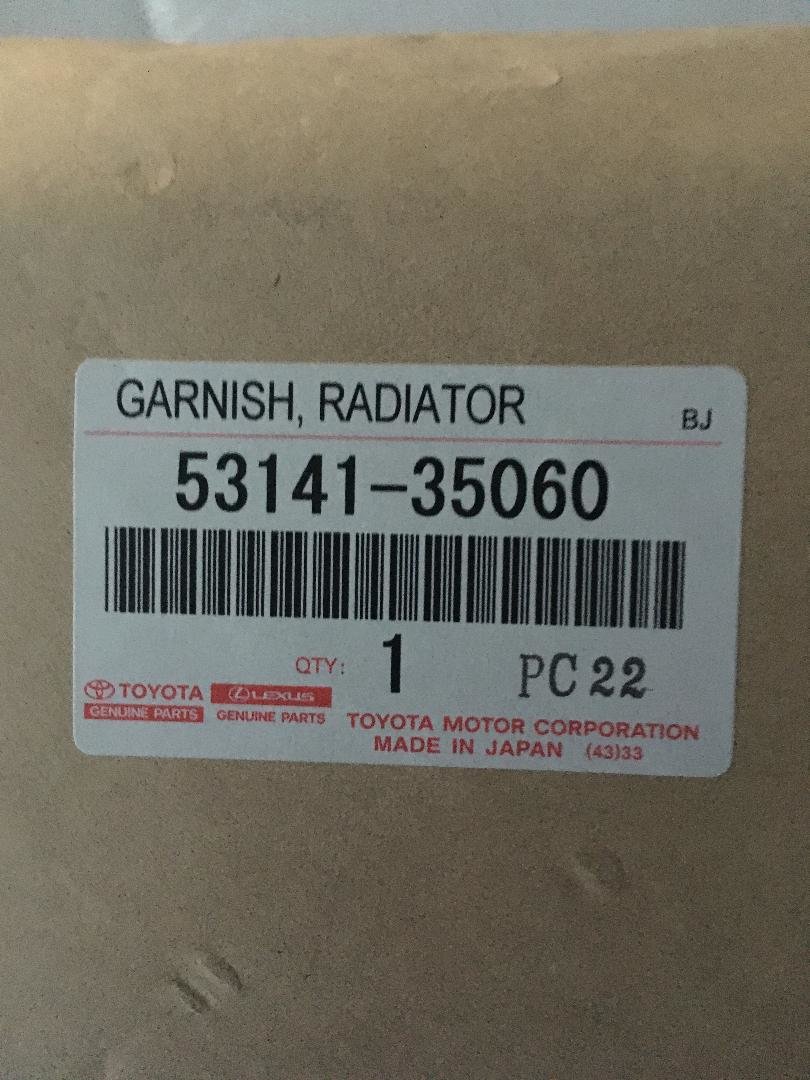 GARNISH, RADIATOR
BJ
53141-35060
QTY: 1 PC 22
TOYOTA
GENUINE PARTS
LEXUS
GENUINE PARTS
TOYOTA MOTOR CORPORATION
MADE IN JAPAN (43)33